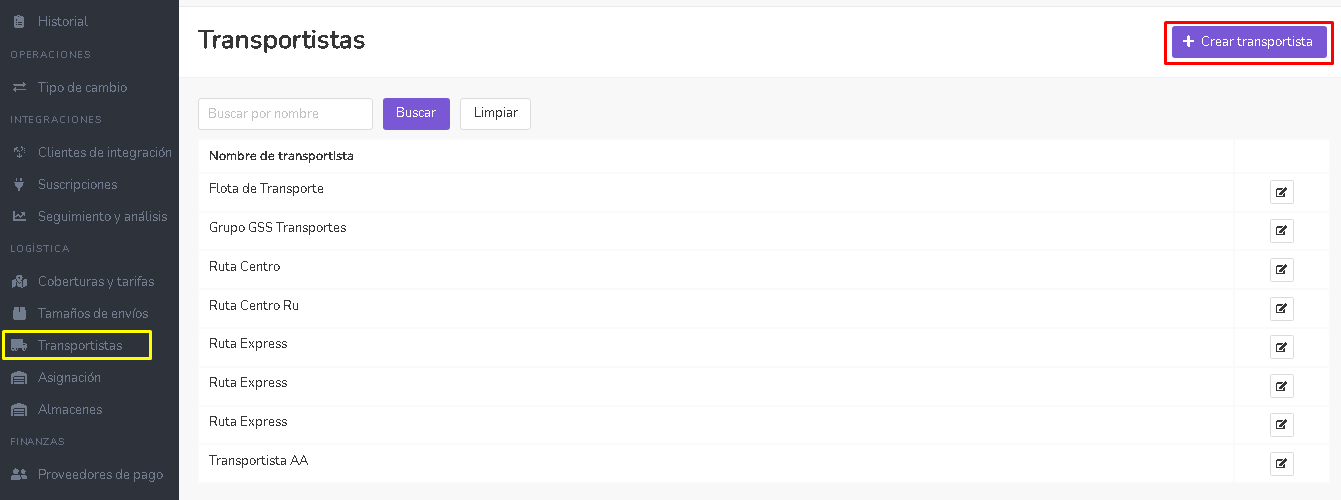 Historial
OPERACIONES
Tipo de cambio
INTEGRACIONES
Clientes de integración
Suscripciones
Seguimiento y análisis
LOGÍSTICA
Coberturas y tarifas
Tamaños de envíos
Transportistas
Asignación
Almacenes
FINANZAS
Proveedores de pago
Transportistas
Crear transportista
Buscar por nombre Buscar Limpiar
Nombre de transportista
Flota de Transporte
Grupo GSS Transportes
Ruta Centro
Ruta Centro Ru
Ruta Express
Ruta Express
Ruta Express
Transportista AA